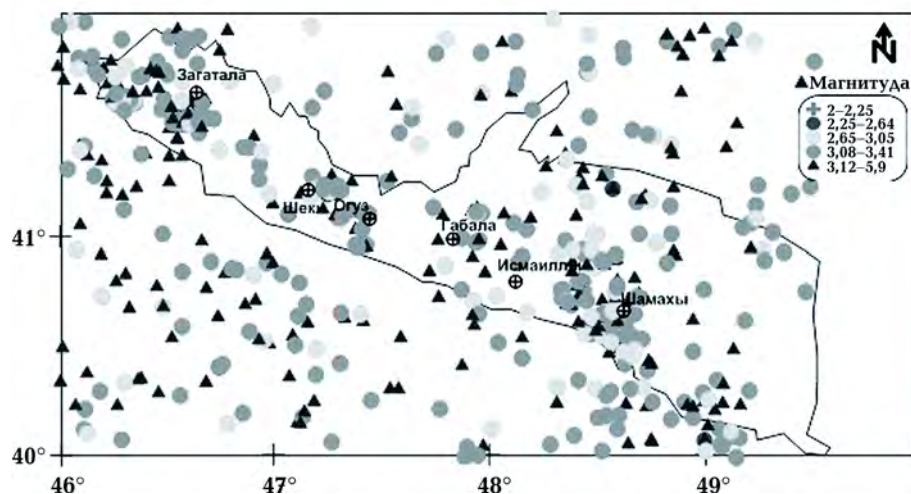 N
Загатала
Магнитуда
2–2,25
2,25–2,64
2,65–3,05
3,08–3,41
3,12–5,9
Шеки
Огуз
41°
Габала
Исмаиллы
Шамахы
40°
46°
47°
48°
49°